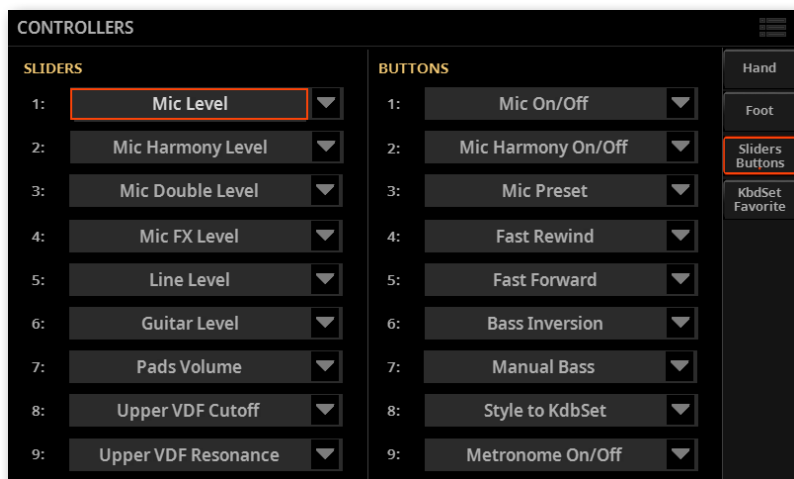 CONTROLLERS
SLIDERS
1: Mic Level
2: Mic Harmony Level
3: Mic Double Level
4: Mic FX Level
5: Line Level
6: Guitar Level
7: Pads Volume
8: Upper VDF Cutoff
9: Upper VDF Resonance
BUTTONS
1: Mic On/Off
2: Mic Harmony On/Off
3: Mic Preset
4: Fast Rewind
5: Fast Forward
6: Bass Inversion
7: Manual Bass
8: Style to KdbSet
9: Metronome On/Off
Hand
Foot
Sliders
Buttons
KbdSet
Favorite